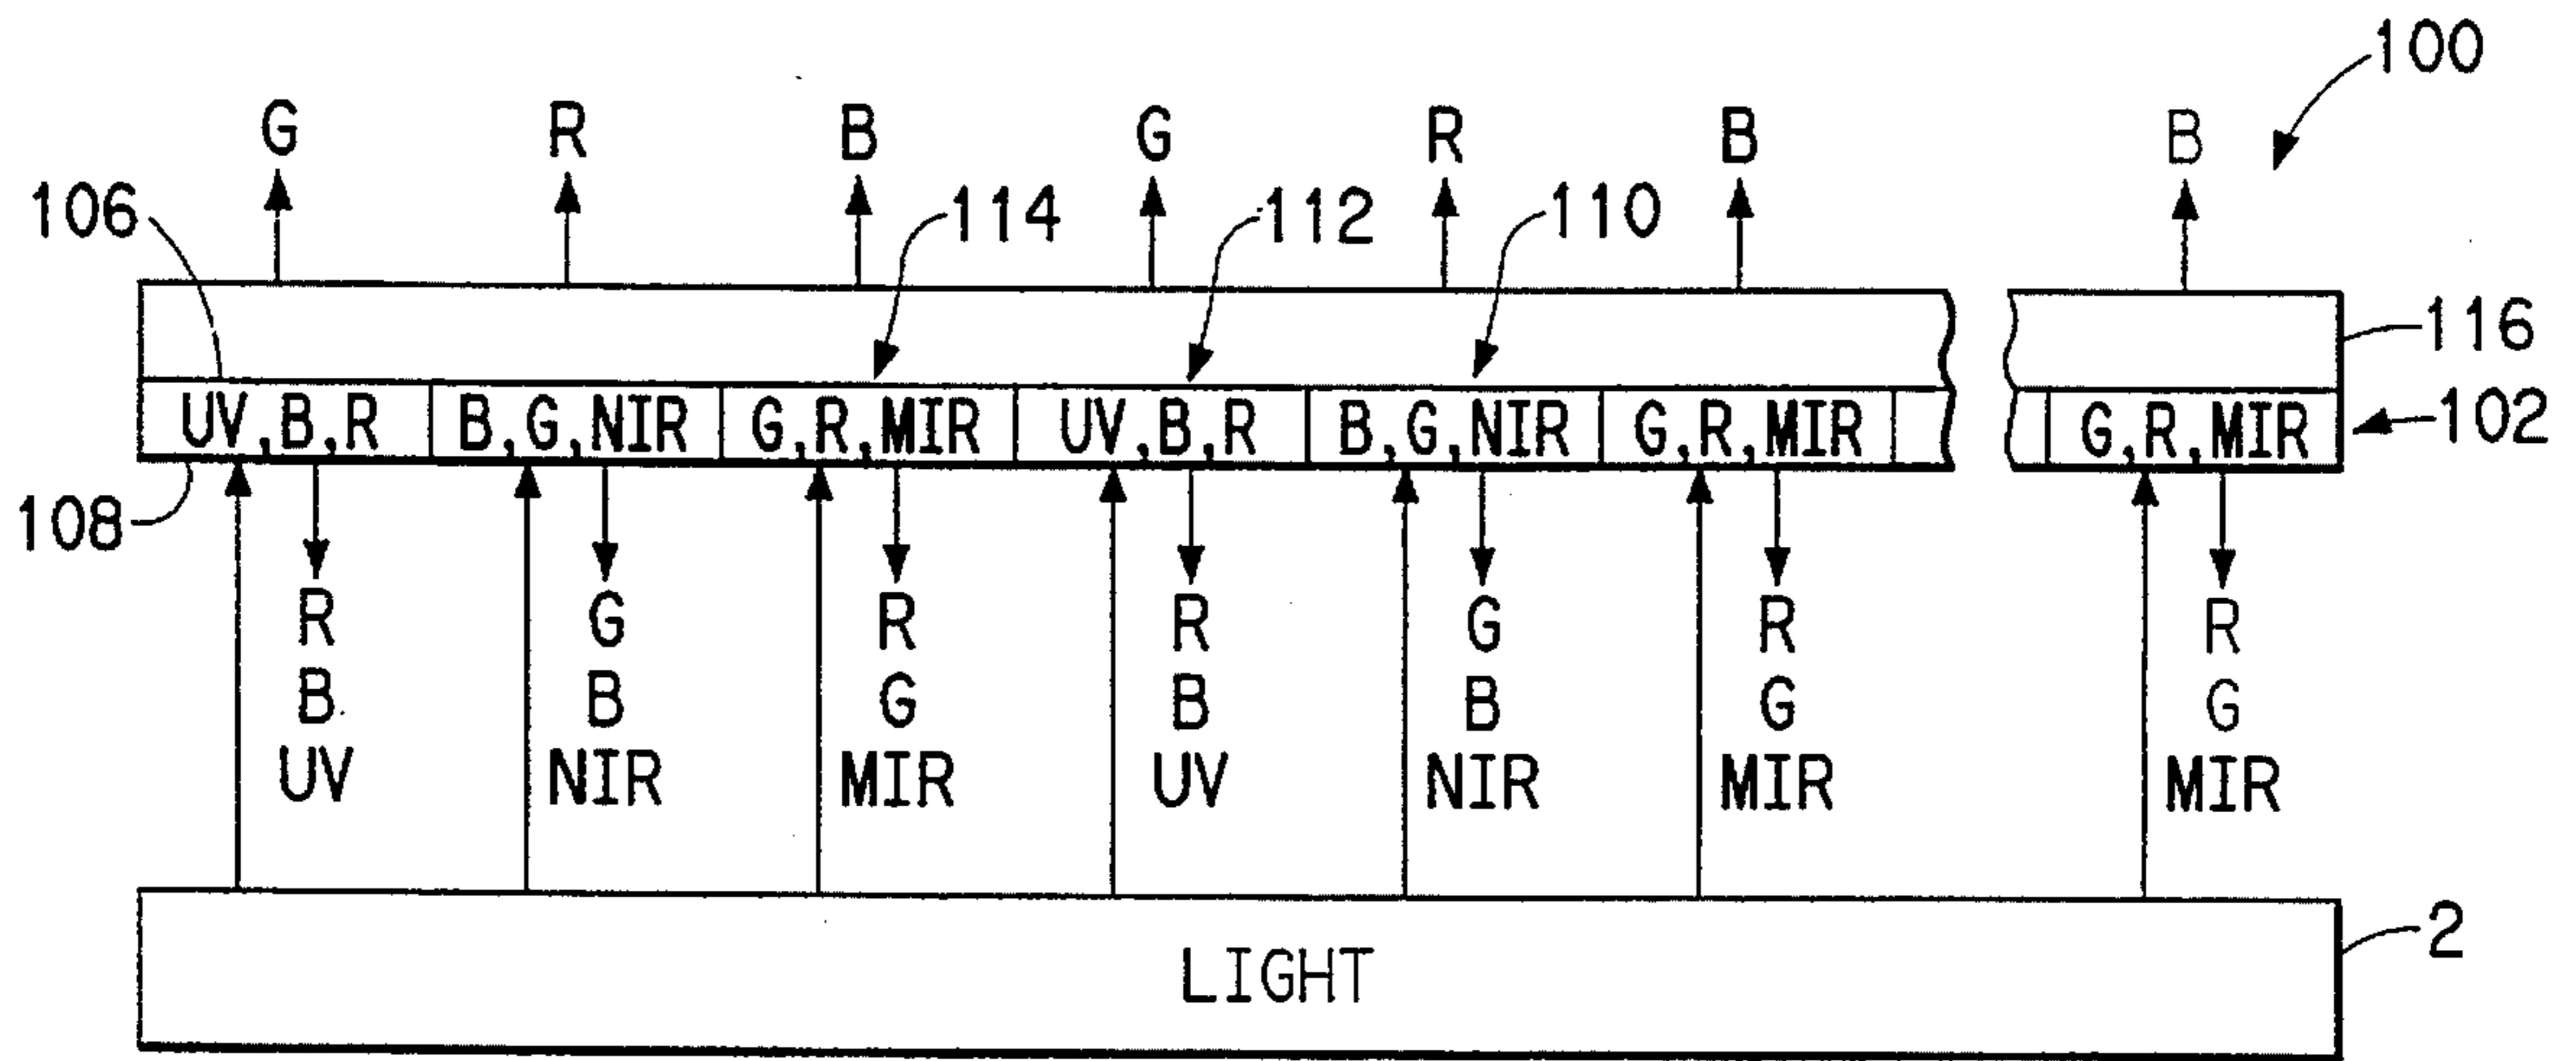 100
G R B G R B B
106 114 112 110
116
UV,B,R B,G,NIR G,R,MIR UV,B,R B,G,NIR G,R,MIR G,R,MIR 102
108
R G R R G R R
B B G B B G G
UV NIR MIR UV NIR MIR MIR
2
LIGHT